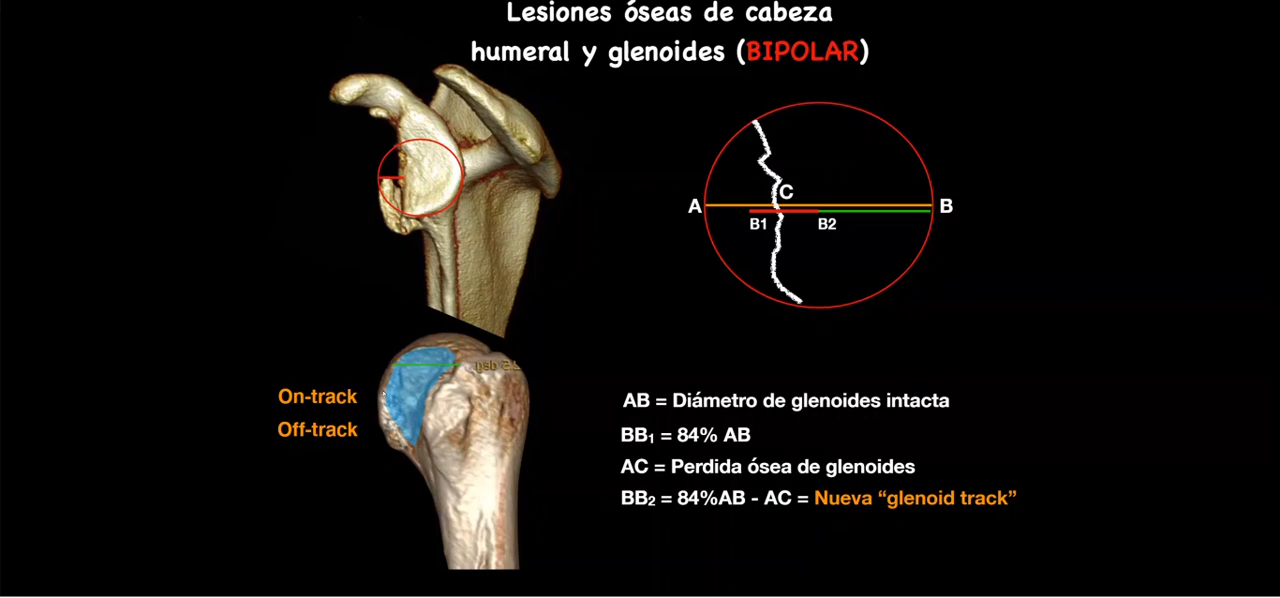 Lesiones óseas de cabeza
humeral y glenoides (BIPOLAR)
A
C
B
B1
B2
On-track
Off-track
AB = Diámetro de glenoides intacta
BB₁ = 84% AB
AC = Perdida ósea de glenoides
BB₂ = 84%AB - AC = Nueva “glenoid track”